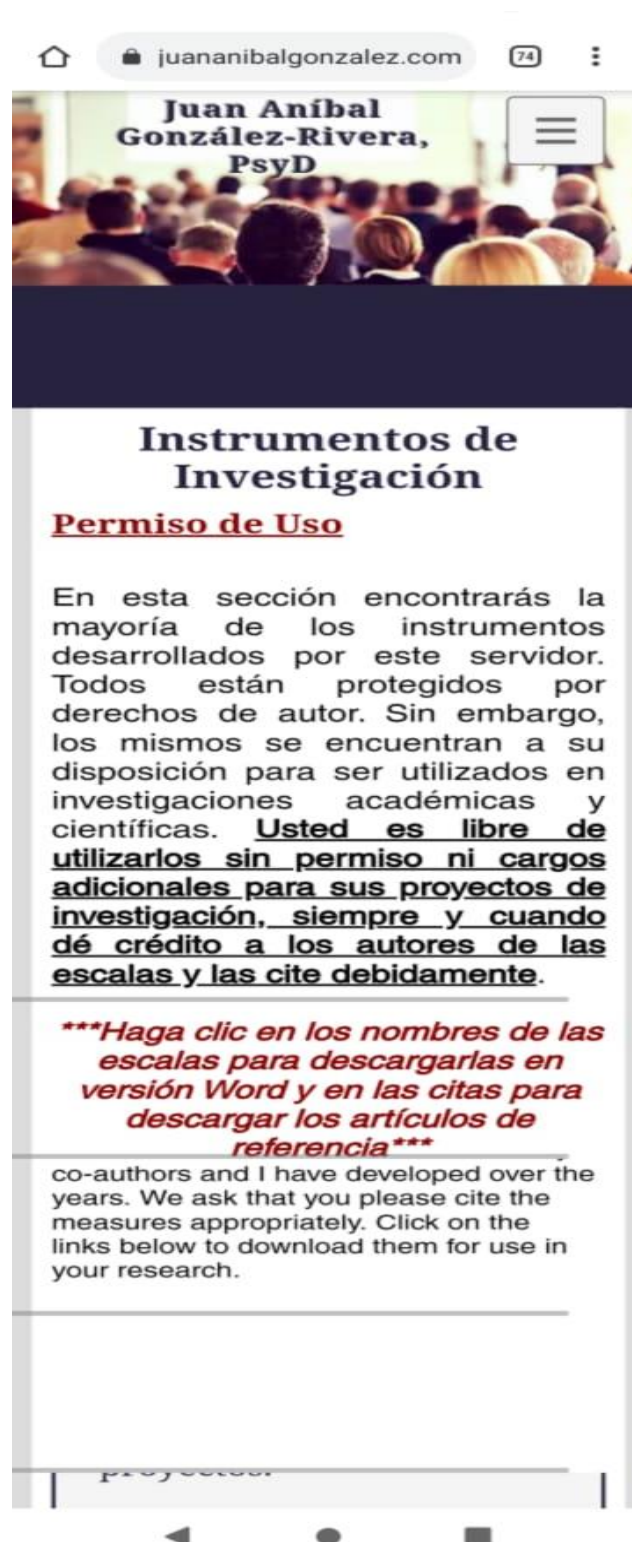 juananibalgonzalez.com
74
Juan Aníbal
González-Rivera,
PsyD
Instrumentos de
Investigación
Permiso de Uso
En esta sección encontrarás la
mayoría de los instrumentos
desarrollados por este servidor.
Todos están protegidos por
derechos de autor. Sin embargo,
los mismos se encuentran a su
disposición para ser utilizados en
investigaciones académicas y
científicas. Usted es libre de
utilizarlos sin permiso ni cargos
adicionales para sus proyectos de
investigación, siempre y cuando
dé crédito a los autores de las
escalas y las cite debidamente.
***Haga clic en los nombres de las
escalas para descargarlas en
versión Word y en las citas para
descargar los artículos de
referencia***
co-authors and I have developed over the
years. We ask that you please cite the
measures appropriately. Click on the
links below to download them for use in
your research.